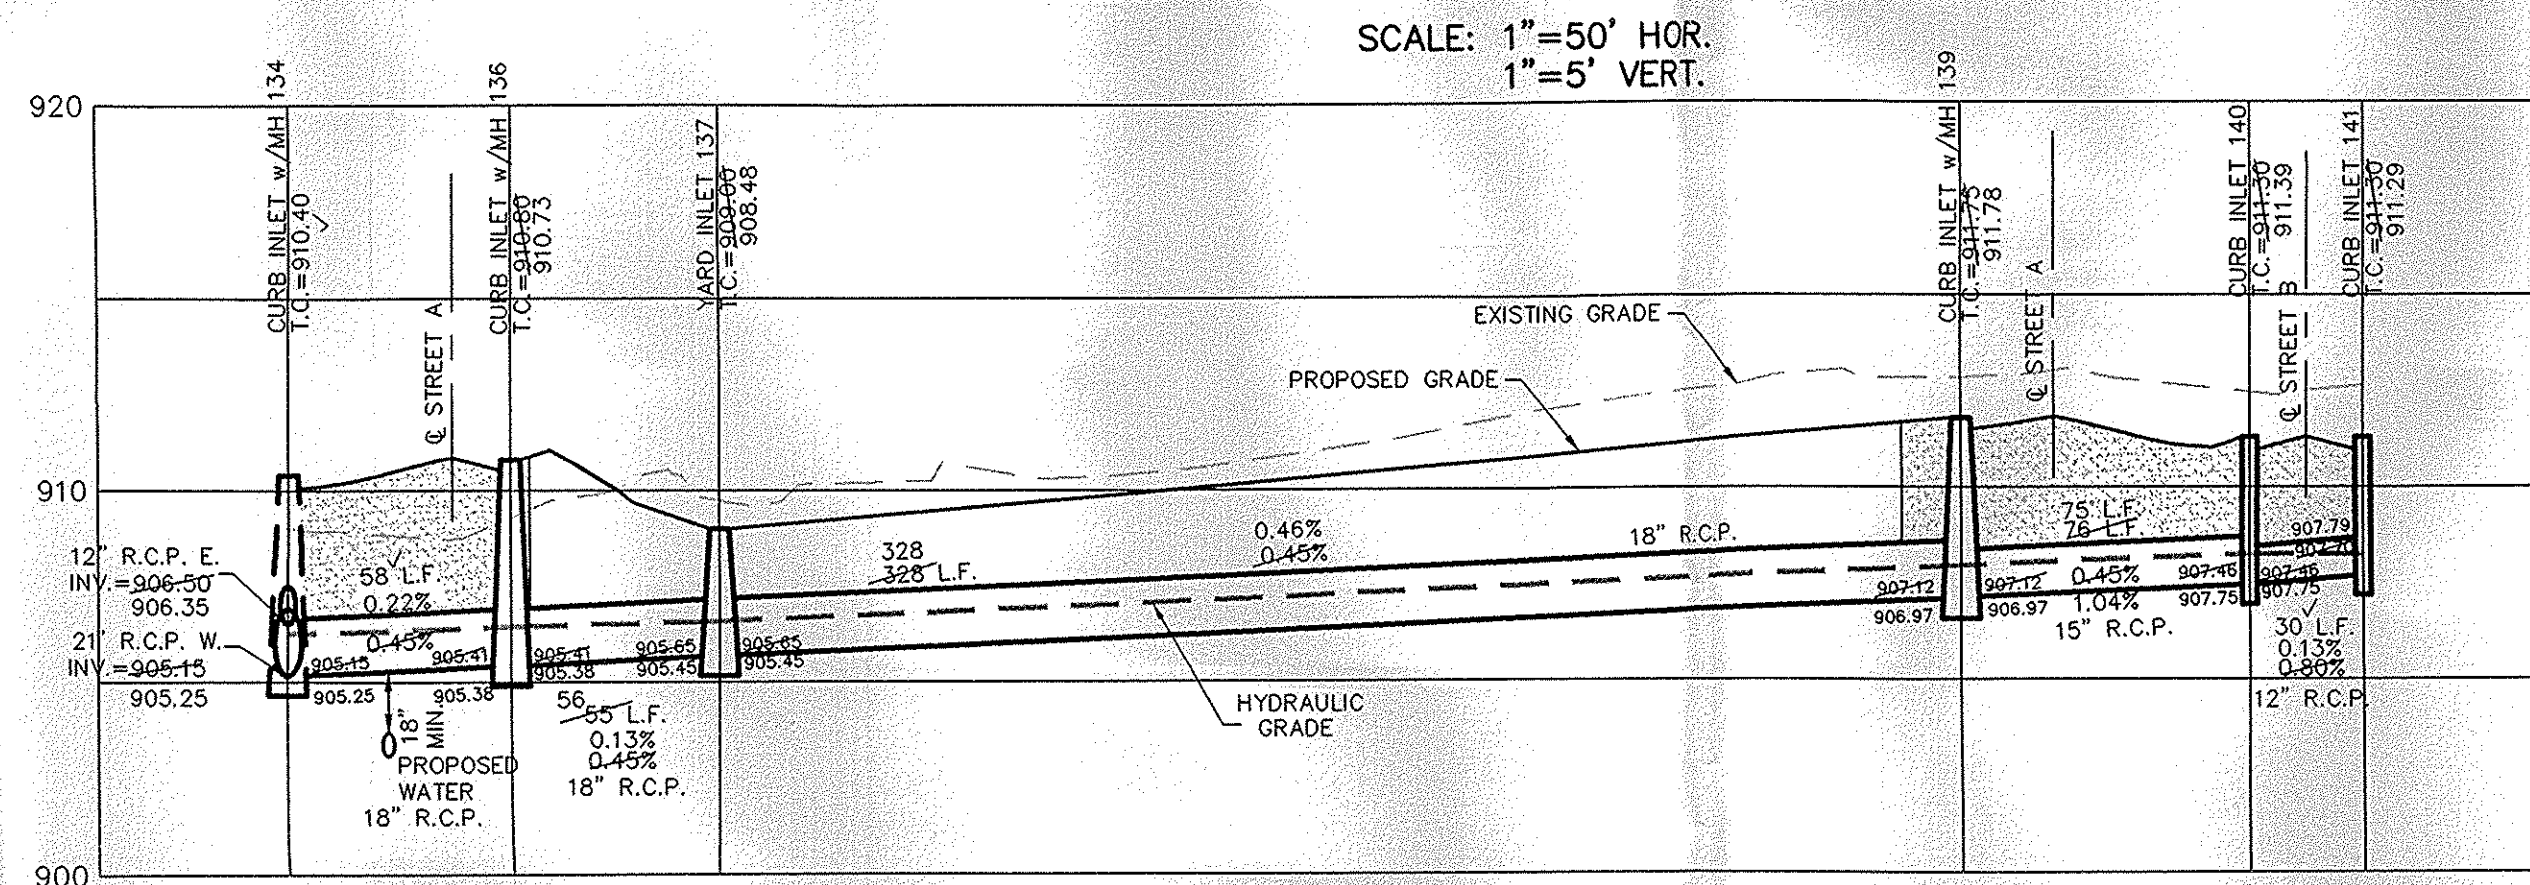 SCALE: 1"=50' HOR.
1"=5' VERT.
920
910
900
CURB INLET w/MH 134
T.C.=910.40
℄ STREET A
CURB INLET w/MH 136
T.C.=910.80
910.73
YARD INLET 137
T.C.=909.00
908.48
CURB INLET w/MH 139
T.C.=911.75
911.78
℄ STREET A
CURB INLET 140
T.C.=911.30
911.39
℄ STREET B
CURB INLET 141
T.C.=911.30
911.29
EXISTING GRADE
PROPOSED GRADE
12" R.C.P. E.
INV.=906.50
906.35
21" R.C.P. W.
INV.=905.15
905.25
58 L.F.
0.22%
0.45%
905.15
905.25
905.41
905.38
905.41
905.38
18"
MIN.
PROPOSED
WATER
18" R.C.P.
56
55 L.F.
0.13%
0.45%
18" R.C.P.
905.65
905.45
905.65
905.45
328
328 L.F.
0.46%
0.45%
18" R.C.P.
HYDRAULIC
GRADE
907.12
906.97
907.12
906.97
75 L.F.
76 L.F.
0.45%
1.04%
15" R.C.P.
907.46
907.75
907.46
907.75
907.79
907.70
30 L.F.
0.13%
0.80%
12" R.C.P.